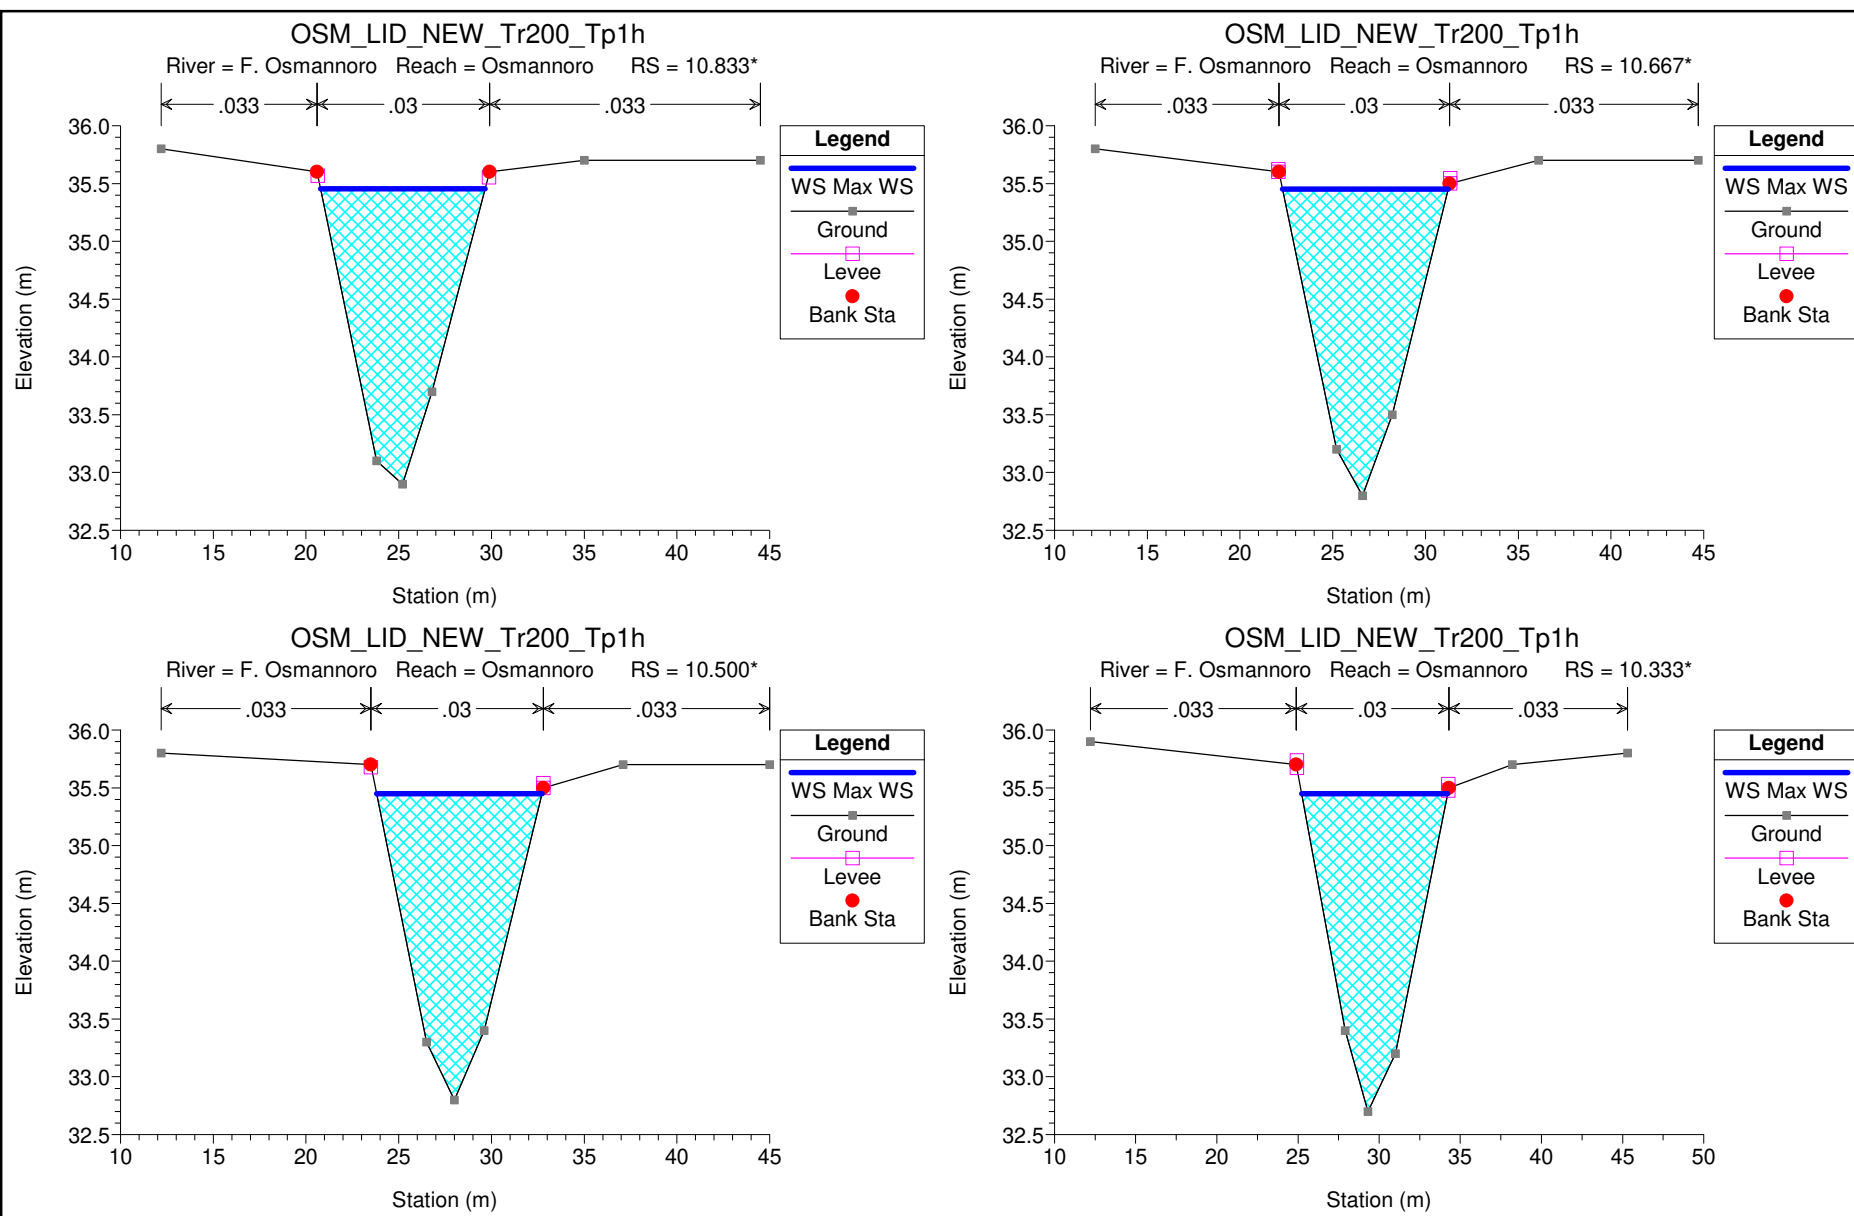 OSM_LID_NEW_Tr200_Tp1h
River = F. Osmannoro Reach = Osmannoro RS = 10.833*
.033 .03 .033
36.0
35.5
35.0
34.5
34.0
33.5
33.0
32.5
Elevation (m)
10 15 20 25 30 35 40 45
Station (m)
Legend
WS Max WS
Ground
Levee
Bank Sta
OSM_LID_NEW_Tr200_Tp1h
River = F. Osmannoro Reach = Osmannoro RS = 10.667*
.033 .03 .033
36.0
35.5
35.0
34.5
34.0
33.5
33.0
32.5
Elevation (m)
10 15 20 25 30 35 40 45
Station (m)
Legend
WS Max WS
Ground
Levee
Bank Sta
OSM_LID_NEW_Tr200_Tp1h
River = F. Osmannoro Reach = Osmannoro RS = 10.500*
.033 .03 .033
36.0
35.5
35.0
34.5
34.0
33.5
33.0
32.5
Elevation (m)
10 15 20 25 30 35 40 45
Station (m)
Legend
WS Max WS
Ground
Levee
Bank Sta
OSM_LID_NEW_Tr200_Tp1h
River = F. Osmannoro Reach = Osmannoro RS = 10.333*
.033 .03 .033
36.0
35.5
35.0
34.5
34.0
33.5
33.0
32.5
Elevation (m)
10 15 20 25 30 35 40 45 50
Station (m)
Legend
WS Max WS
Ground
Levee
Bank Sta